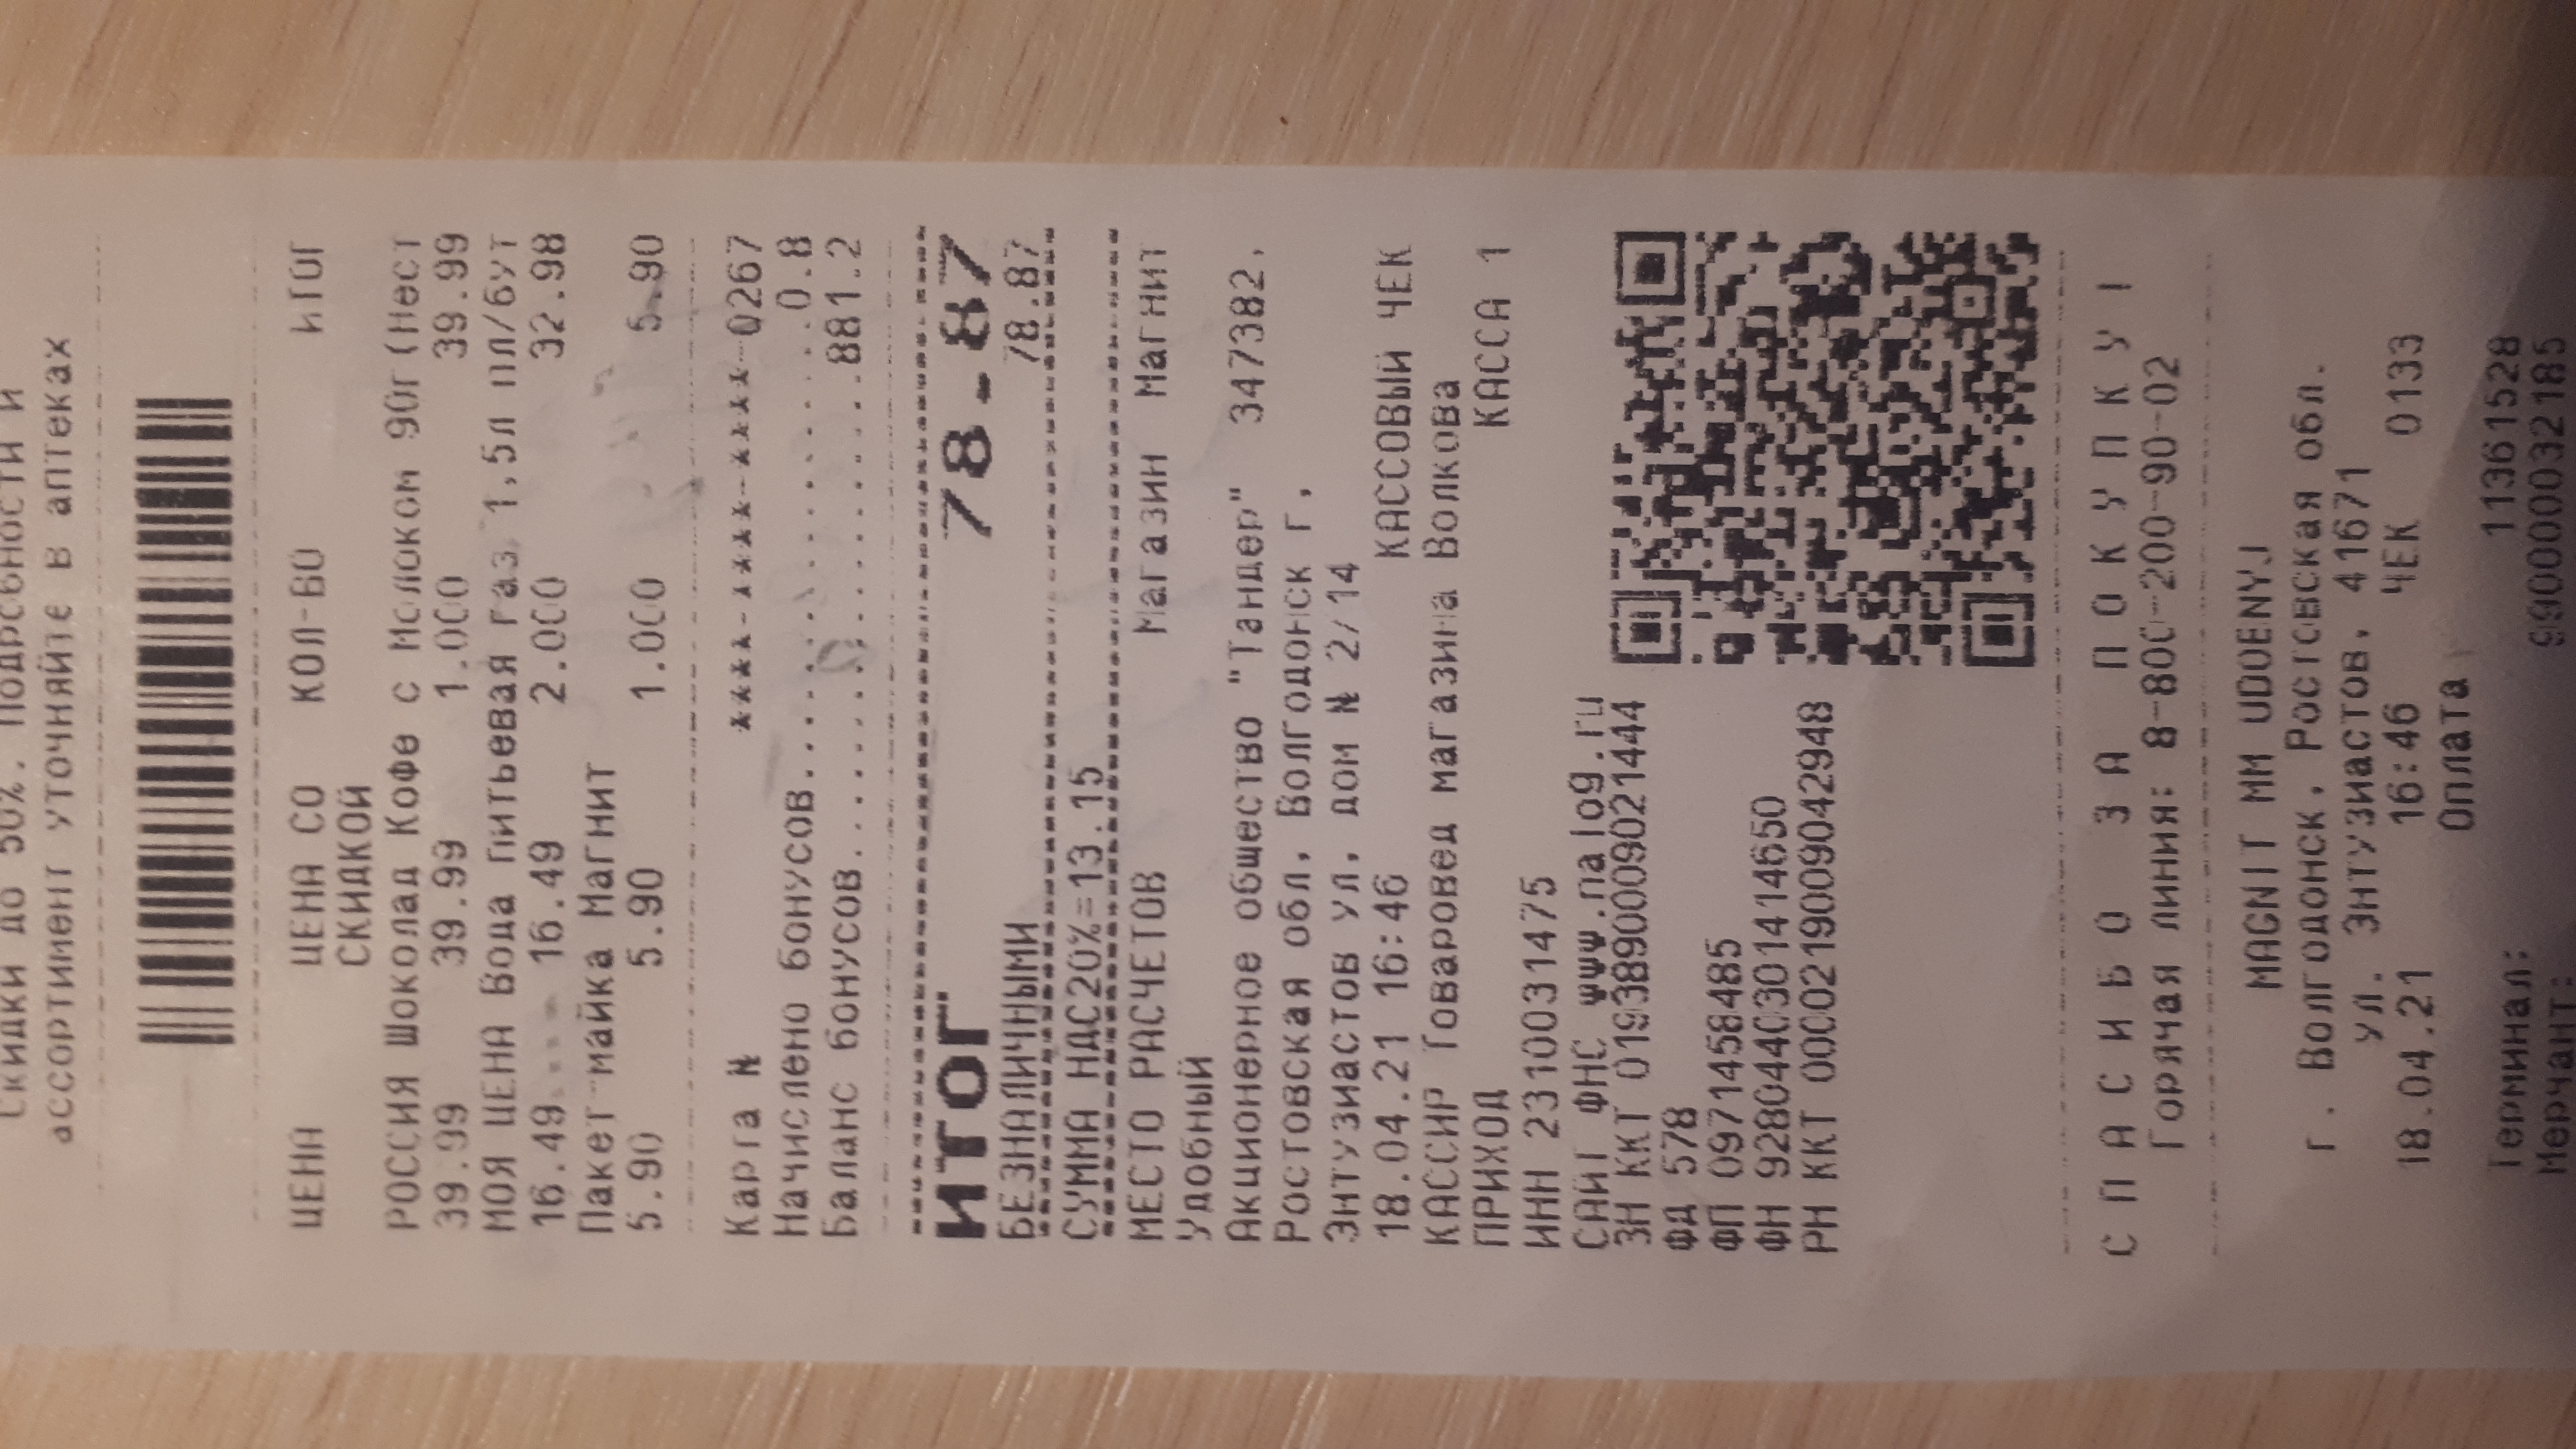 Скидки до 50%. Подробности и
ассортимент уточняйте в аптеках
ЦЕНА ЦЕНА СО КОЛ-ВО ИТОГ
СКИДКОЙ
РОССИЯ Шоколад Кофе с Молоком 90г(Нест
39.99 39.99 1.000 39.99
МОЯ ЦЕНА Вода питьевая газ 1,5л пл/бут
16.49 16.49 2.000 32.98
Пакет-майка Магнит
5.90 5.90 1.000 5.90
Карта № ****-****-****-0267
Начислено бонусов..................0.8
Баланс бонусов...................881.2
ИТОГ 78.87
БЕЗНАЛИЧНЫМИ 78.87
СУММА НДС20%=13.15
МЕСТО РАСЧЕТОВ Магазин Магнит
Удобный
Акционерное общество "Тандер" 347382,
Ростовская обл, Волгодонск г,
Энтузиастов ул, дом № 2/14
18.04.21 16:46 КАССОВЫЙ ЧЕК
КАССИР Товаровед магазина Волкова
ПРИХОД КАССА 1
ИНН 2310031475
САЙТ ФНС www.nalog.ru
ЗН ККТ 0193890009021444
ФД 578
ФП 0971458485
ФН 9280440301414650
РН ККТ 0000219009042948
СПАСИБО ЗА ПОКУПКУ!
Горячая линия: 8-800-200-90-02
MAGNIT MM UDOBNYJ
г. Волгодонск, Ростовская обл.
ул. Энтузиастов, 41671
18.04.21 16:46 ЧЕК 0133
Оплата
Терминал: 11361528
Мерчант: 990000032185